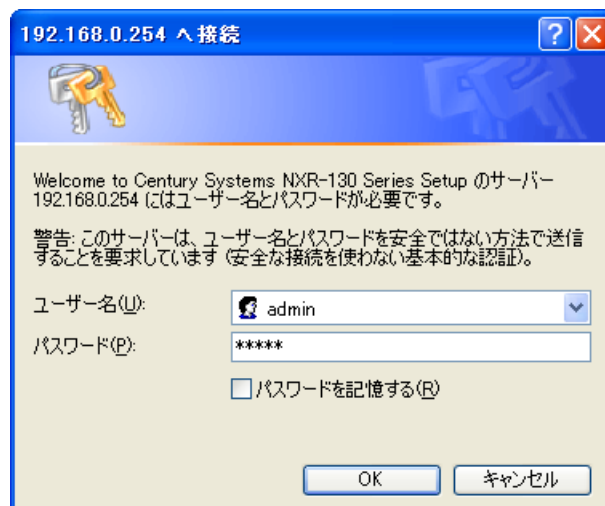 192.168.0.254 へ接続
Welcome to Century Systems NXR-130 Series Setup のサーバー
192.168.0.254 にはユーザー名とパスワードが必要です。
警告: このサーバーは、ユーザー名とパスワードを安全ではない方法で送信
することを要求しています (安全な接続を使わない基本的な認証)。
ユーザー名(U):
admin
パスワード(P):
*****
パスワードを記憶する(R)
OK
キャンセル